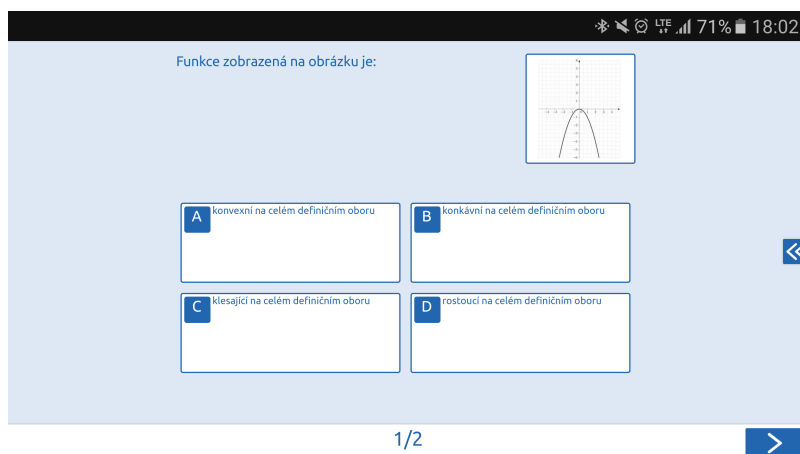 LTE 71% 18:02
Funkce zobrazená na obrázku je:
A konvexní na celém definičním oboru
B konkávní na celém definičním oboru
C klesající na celém definičním oboru
D rostoucí na celém definičním oboru
1/2